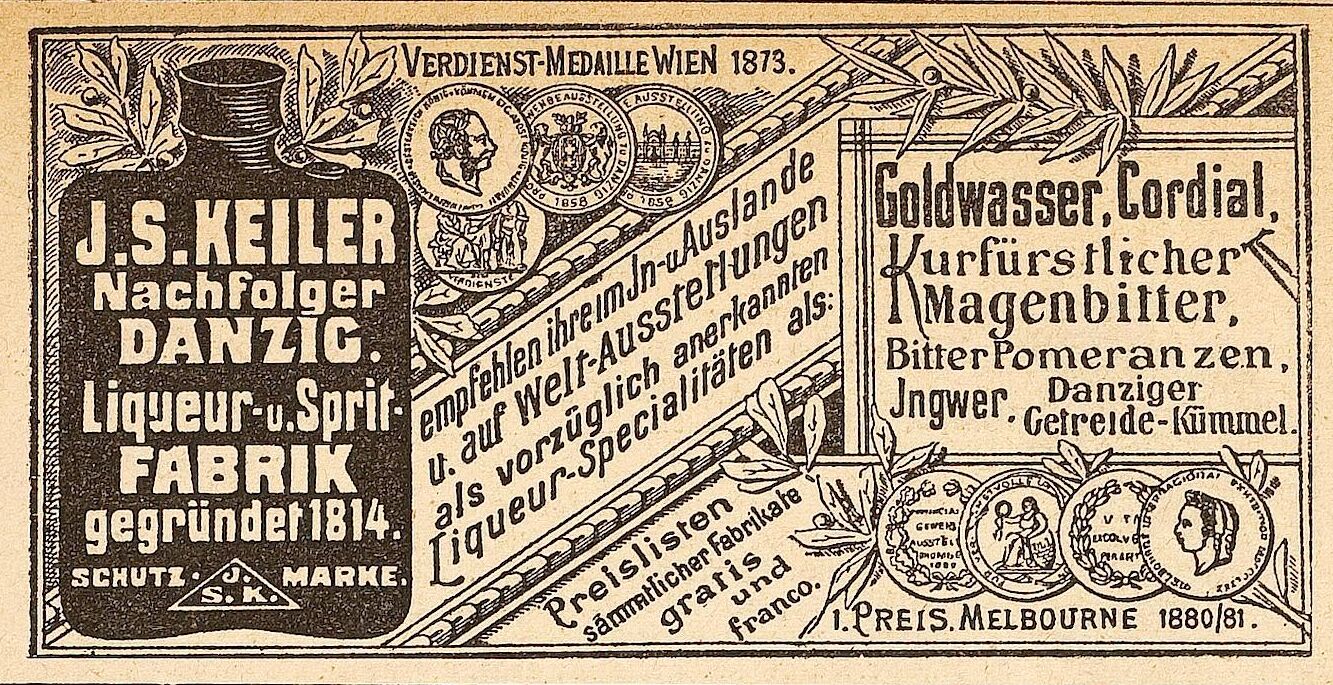 J. S. KEILER
Nachfolger
DANZIG.
Liqueur- u. Sprit-
FABRIK
gegründet 1814.
SCHUTZ - MARKE.
J.
S. K.
VERDIENST-MEDAILLE WIEN 1873.
1858
1858
empfehlen ihre im In- u Auslande
u. auf Welt-Ausstellungen
als vorzüglich anerkannten
Liqueur-Specialitäten als:
Preislisten
sämmtlicher Fabrikate
gratis
und
franco.
Goldwasser, Cordial,
Kurfürstlicher
Magenbitter,
Bitter Pomeranzen,
Ingwer, Danziger
Getreide-Kümmel.
1. PREIS. MELBOURNE 1880/81.